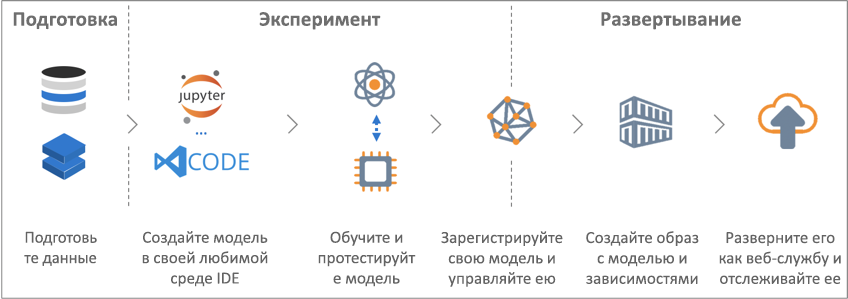 Подготовка
Эксперимент
Развертывание
jupyter
...
CODE
Подготовь
те данные
Создайте модель
в своей любимой
среде IDE
Обучите и
протестируйт
е модель
Зарегистрируйте
свою модель и
управляйте ею
Создайте образ
с моделью и
зависимостями
Разверните его
как веб-службу и
отслеживайте ее